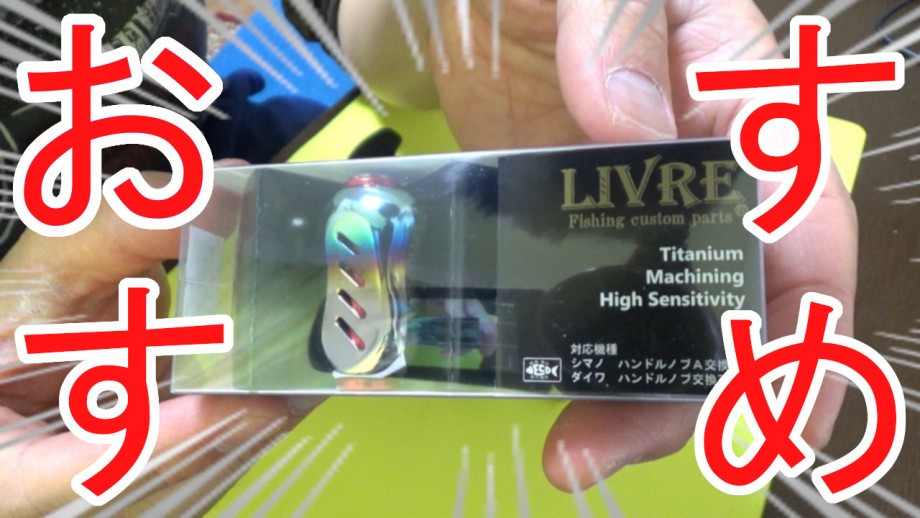 おすすめ
LIVRE
Fishing custom parts®
Titanium
Machining
High Sensitivity
対応機種
シマノ ハンドルノブA交換
ダイワ ハンドルノブ交換